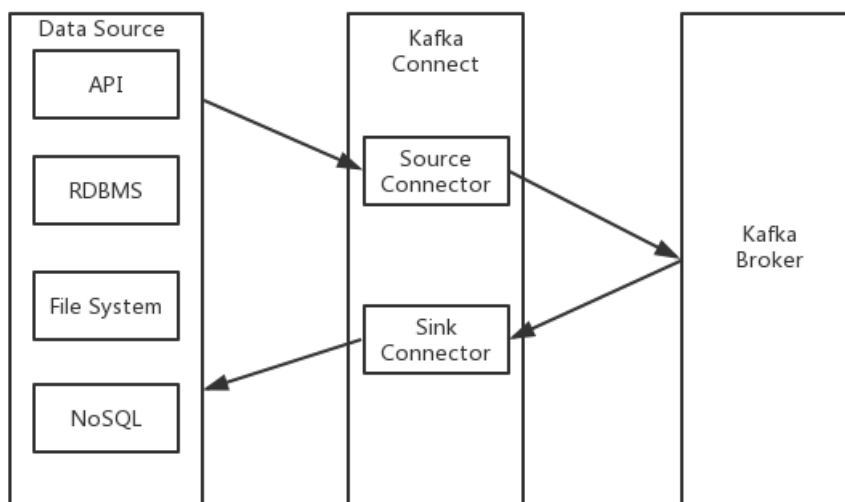 Data Source
API
RDBMS
File System
NoSQL
Kafka
Connect
Source
Connector
Sink
Connector
Kafka
Broker